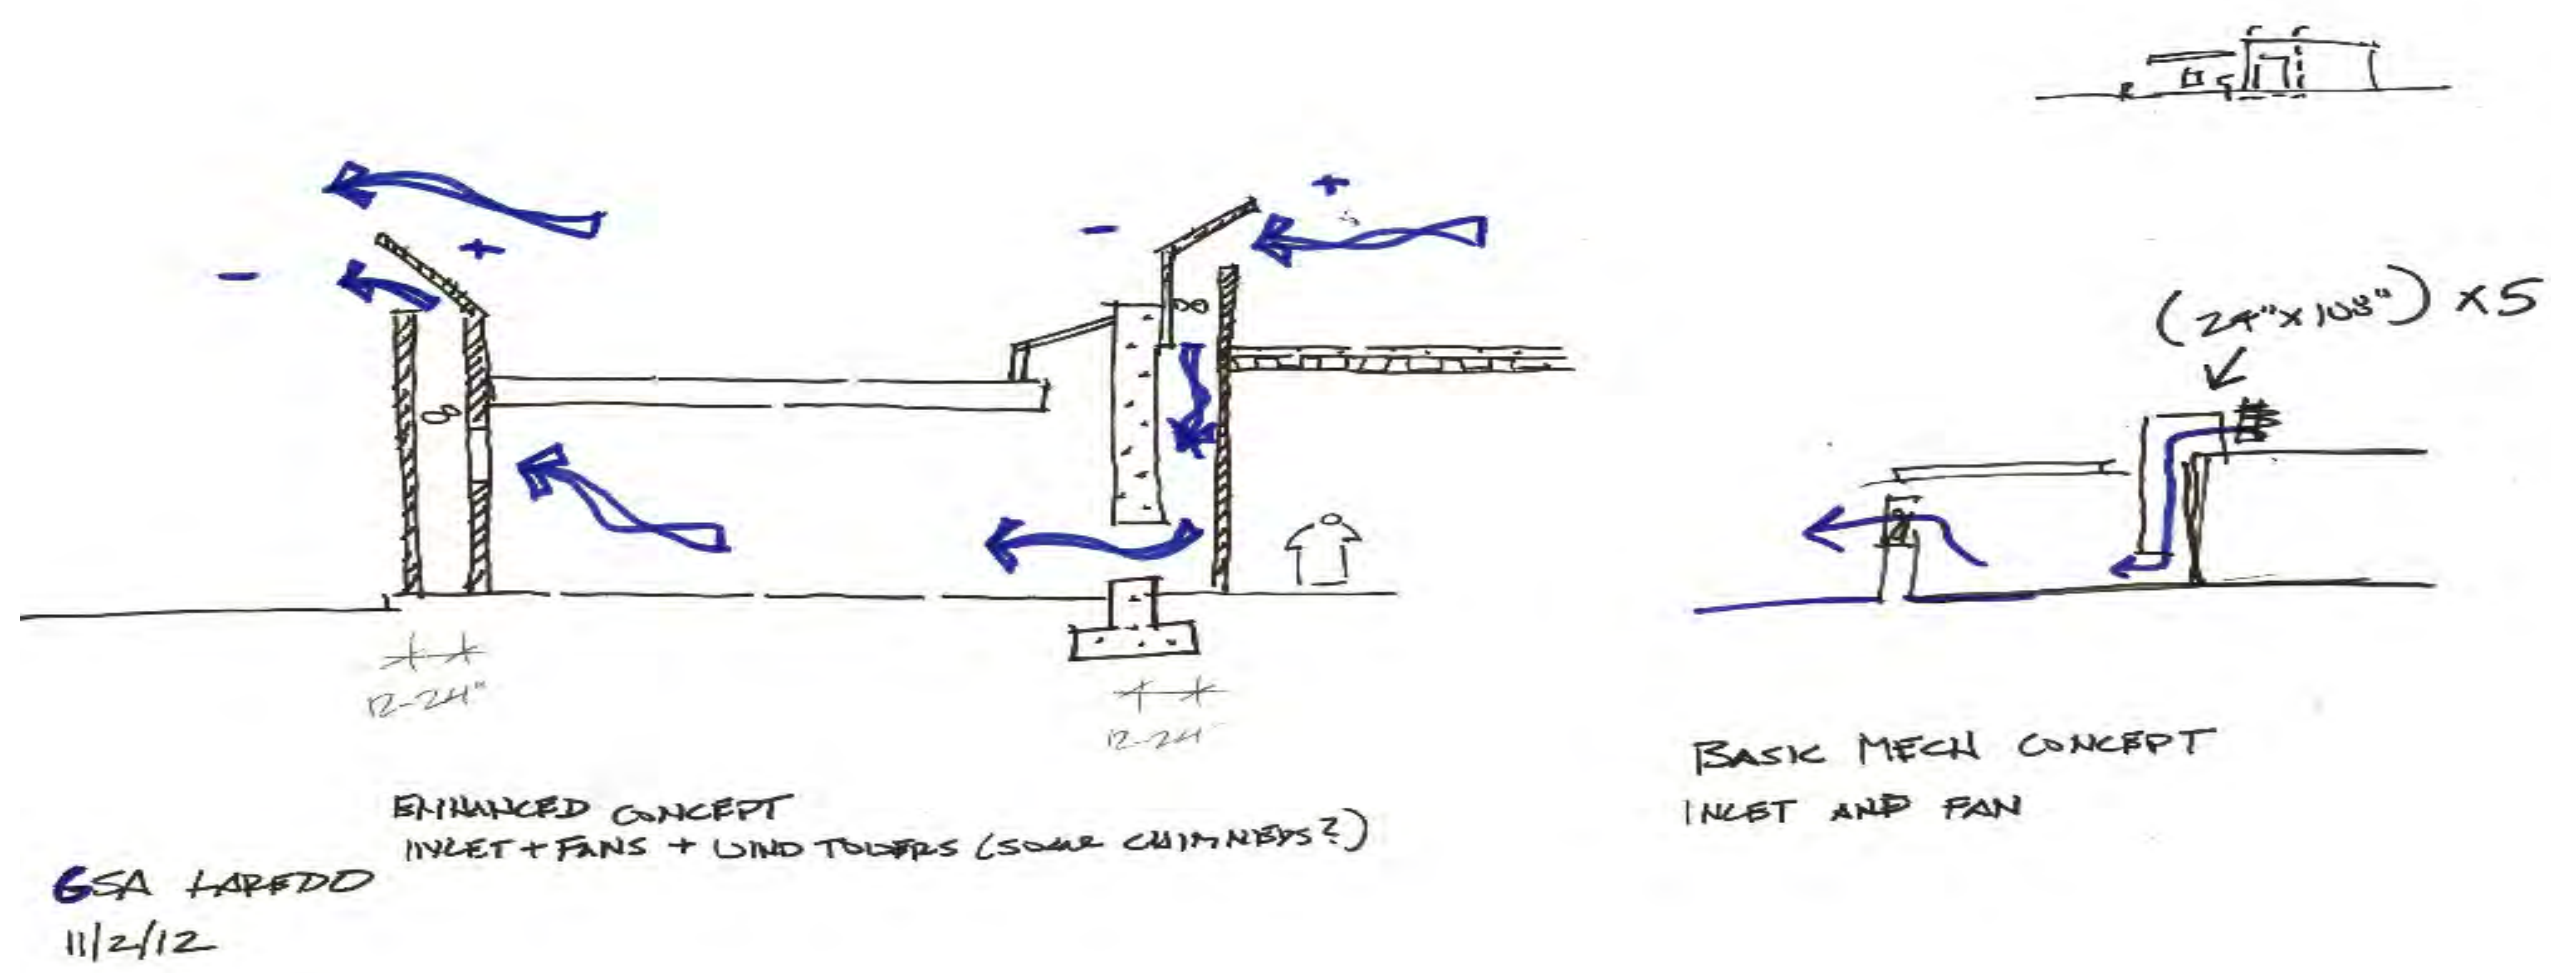 (24"x108") x5
12-24"
12-24
ENHANCED CONCEPT
INLET + FANS + WIND TOWERS (SOLAR CHIMNEYS?)
BASIC MECH CONCEPT
INLET AND FAN
GSA LAREDO
11/2/12